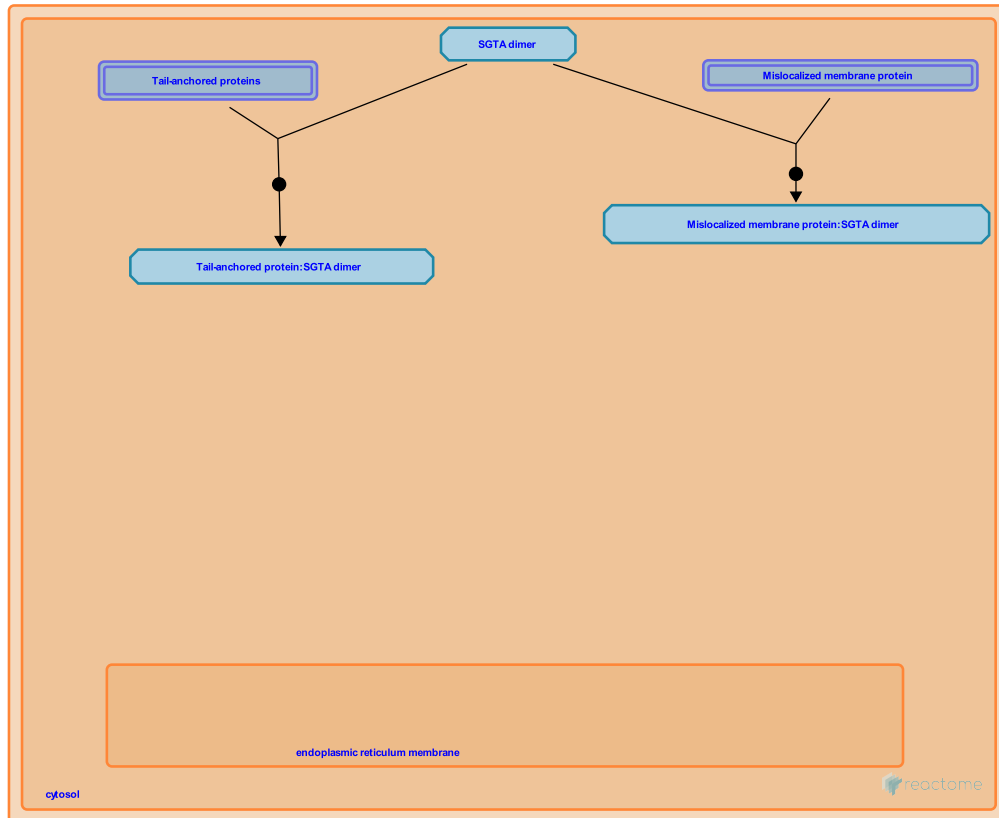 SGTA dimer
Tail-anchored proteins
Mislocalized membrane protein
Mislocalized membrane protein:SGTA dimer
Tail-anchored protein:SGTA dimer
endoplasmic reticulum membrane
cytosol
reactome